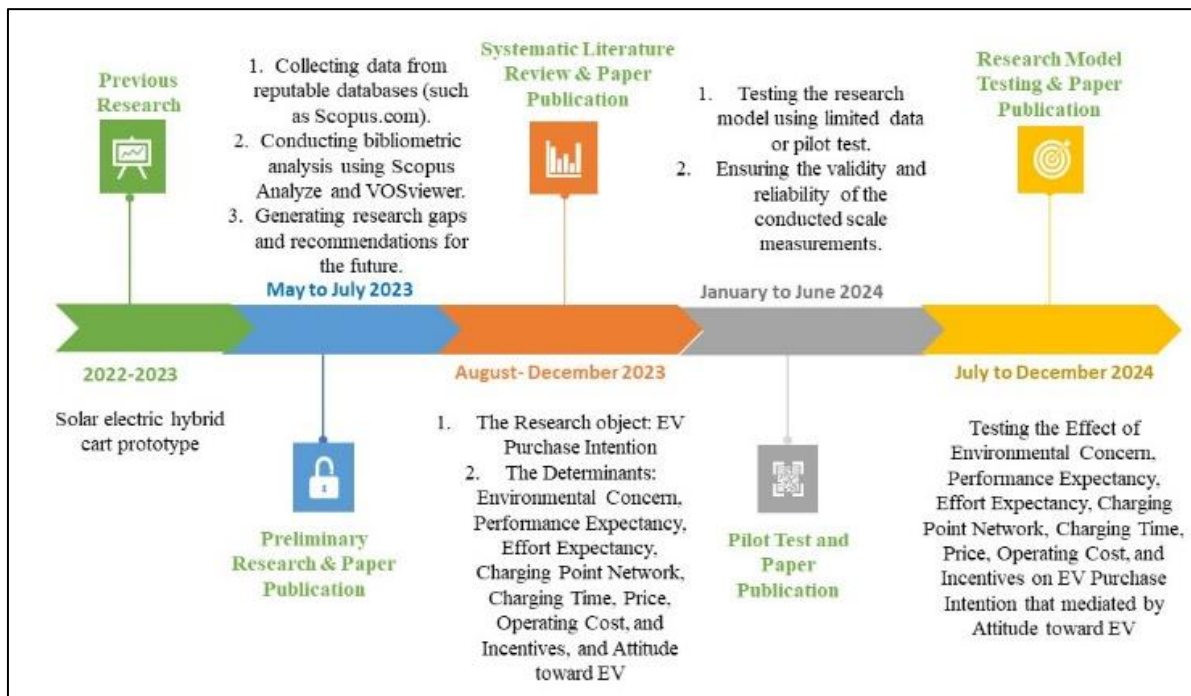 Previous
Research
2022-2023
Solar electric hybrid
cart prototype
1. Collecting data from
reputable databases (such
as Scopus.com).
2. Conducting bibliometric
analysis using Scopus
Analyze and VOSviewer.
3. Generating research gaps
and recommendations for
the future.
May to July 2023
Preliminary
Research & Paper
Publication
Systematic Literature
Review & Paper
Publication
August- December 2023
1. The Research object: EV
Purchase Intention
2. The Determinants:
Environmental Concern,
Performance Expectancy,
Effort Expectancy,
Charging Point Network,
Charging Time, Price,
Operating Cost, and
Incentives, and Attitude
toward EV
1. Testing the research
model using limited data
or pilot test.
2. Ensuring the validity and
reliability of the
conducted scale
measurements.
January to June 2024
Pilot Test and
Paper
Publication
Research Model
Testing & Paper
Publication
July to December 2024
Testing the Effect of
Environmental Concern,
Performance Expectancy,
Effort Expectancy, Charging
Point Network, Charging Time,
Price, Operating Cost, and
Incentives on EV Purchase
Intention that mediated by
Attitude toward EV